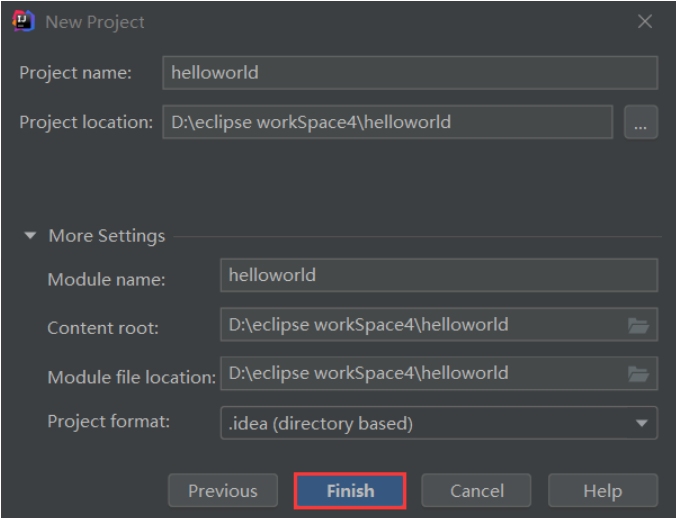 New Project
Project name: helloworld
Project location: D:\eclipse workSpace4\helloworld ...
More Settings
Module name: helloworld
Content root: D:\eclipse workSpace4\helloworld
Module file location: D:\eclipse workSpace4\helloworld
Project format: .idea (directory based)
Previous Finish Cancel Help